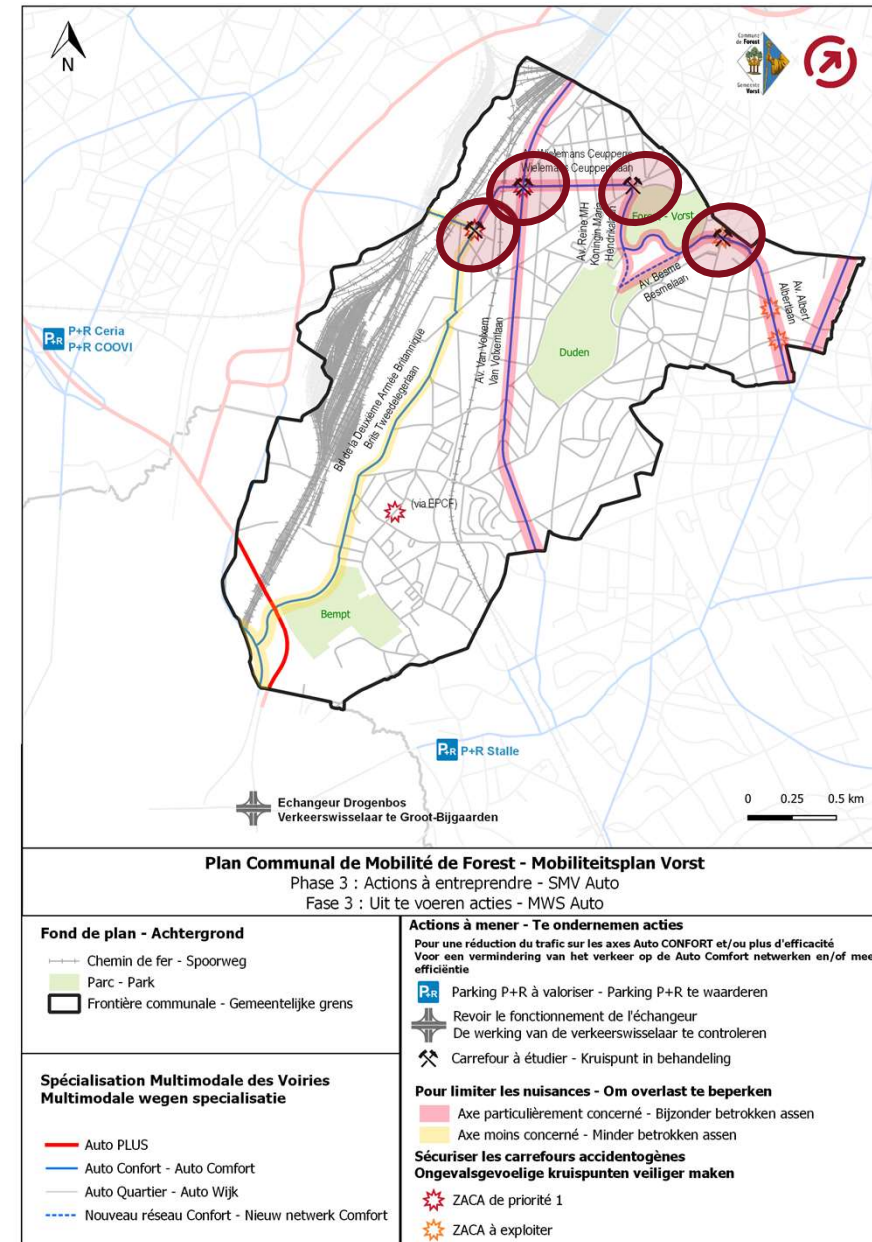 N
Commune
de Forest
Gemeente
Vorst
Wielemans Ceuppens
Wielemans Ceuppenslaan
Forest - Vorst
Av. Reine MH
Koningin Maria
Hendrikalaan
Av. Besme
Besmelaan
Av. Albert
Albertlaan
P+R
P+R Ceria
P+R COOVI
Duden
Av. Van Volxem
Van Volxemlaan
Bd de la Deuxième Armée Britannique
Brits Tweedelegerlaan
(via EPCF)
Bempt
P+R
P+R Stalle
Echangeur Drogenbos
Verkeerswisselaar te Groot-Bijgaarden
0 0.25 0.5 km
Plan Communal de Mobilité de Forest - Mobiliteitsplan Vorst
Phase 3 : Actions à entreprendre - SMV Auto
Fase 3 : Uit te voeren acties - MWS Auto
Fond de plan - Achtergrond
Chemin de fer - Spoorweg
Parc - Park
Frontière communale - Gemeentelijke grens
Spécialisation Multimodale des Voiries
Multimodale wegen specialisatie
Auto PLUS
Auto Confort - Auto Comfort
Auto Quartier - Auto Wijk
Nouveau réseau Confort - Nieuw netwerk Comfort
Actions à mener - Te ondernemen acties
Pour une réduction du trafic sur les axes Auto CONFORT et/ou plus d'efficacité
Voor een vermindering van het verkeer op de Auto Comfort netwerken en/of mee
efficiëntie
P+R
Parking P+R à valoriser - Parking P+R te waarderen
Revoir le fonctionnement de l'échangeur
De werking van de verkeerswisselaar te controleren
Carrefour à étudier - Kruispunt in behandeling
Pour limiter les nuisances - Om overlast te beperken
Axe particulièrement concerné - Bijzonder betrokken assen
Axe moins concerné - Minder betrokken assen
Sécuriser les carrefours accidentogènes
Ongevalsgevoelige kruispunten veiliger maken
ZACA de priorité 1
ZACA à exploiter